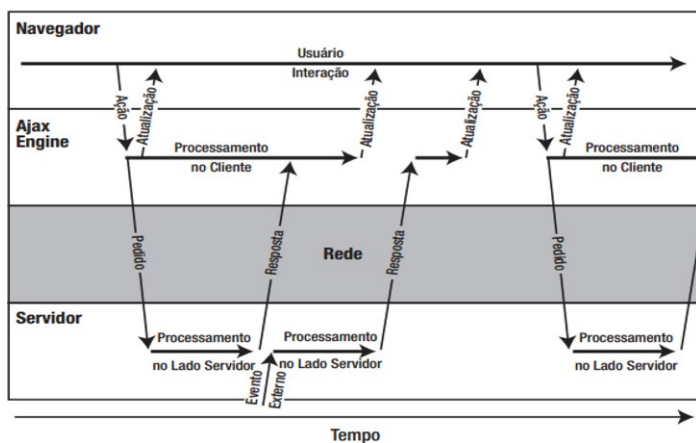 Navegador
Usuário
Interação
Ação
Atualização
Atualização
Atualização
Ação
Atualização
Ajax
Engine
Processamento
no Cliente
Processamento
no Cliente
Pedido
Resposta
Rede
Resposta
Pedido
Servidor
Processamento
no Lado Servidor
Processamento
no Lado Servidor
Processamento
no Lado Servidor
Evento
Externo
Tempo